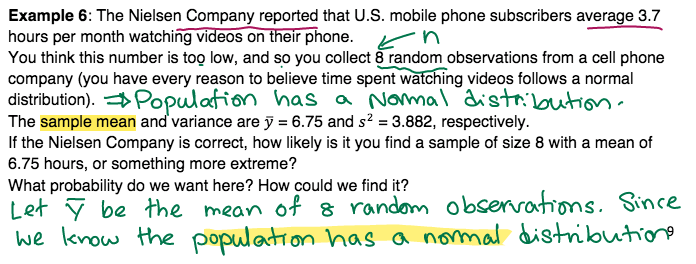 Example 6: The Nielsen Company reported that U.S. mobile phone subscribers average 3.7
hours per month watching videos on their phone.
n
You think this number is too low, and so you collect 8 random observations from a cell phone
company (you have every reason to believe time spent watching videos follows a normal
distribution). ⇒ Population has a Normal distribution.
The sample mean and variance are ȳ = 6.75 and s² = 3.882, respectively.
If the Nielsen Company is correct, how likely is it you find a sample of size 8 with a mean of
6.75 hours, or something more extreme?
What probability do we want here? How could we find it?
Let Ȳ be the mean of 8 random observations. Since
we know the population has a normal distribution
9